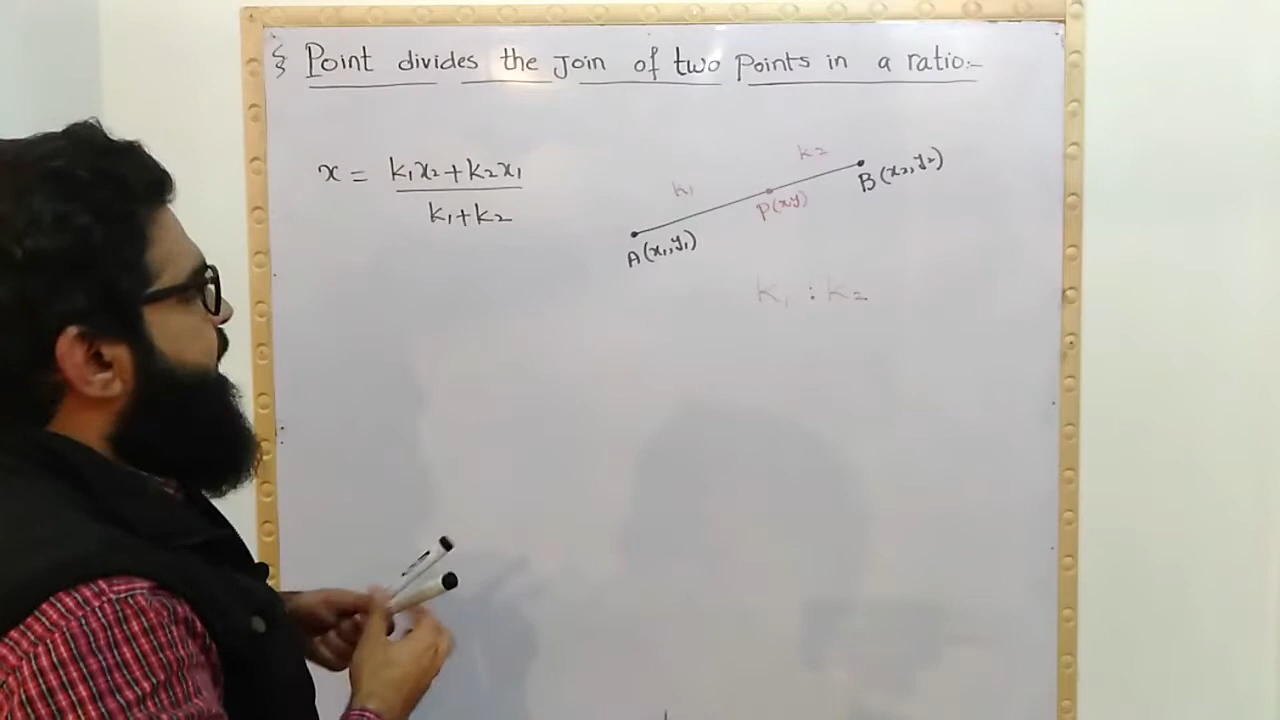 § Point divides the Join of two Points in a ratio:-
x = k₁x₂+k₂x₁
k₁+k₂
k₁
k₂
A(x₁,y₁)
P(xy)
B(x₂,y₂)
k₁ : k₂